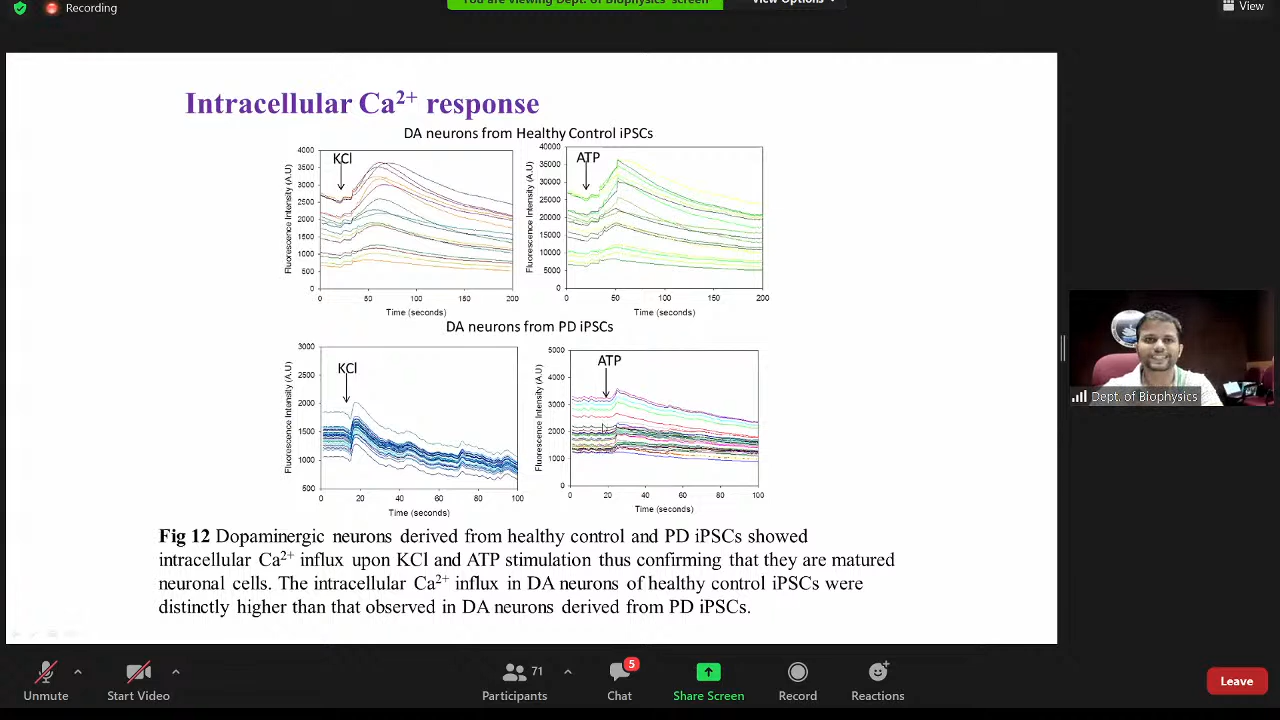 Recording
You are viewing Dept. of Biophysics' screen
View Options
View
Intracellular Ca²⁺ response
DA neurons from Healthy Control iPSCs
KCl
4000
3500
3000
2500
2000
1500
1000
500
0
Fluorescence Intensity (A.U)
0 50 100 150 200
Time (seconds)
ATP
40000
35000
30000
25000
20000
15000
10000
5000
0
Fluorescence Intensity (A.U)
0 50 100 150 200
Time (seconds)
DA neurons from PD iPSCs
KCl
3000
2500
2000
1500
1000
500
Fluorescence Intensity (A.U)
0 20 40 60 80 100
Time (seconds)
ATP
5000
4000
3000
2000
1000
0
Fluorescence Intensity (A.U)
0 20 40 60 80 100
Time (seconds)
Fig 12 Dopaminergic neurons derived from healthy control and PD iPSCs showed
intracellular Ca²⁺ influx upon KCl and ATP stimulation thus confirming that they are matured
neuronal cells. The intracellular Ca²⁺ influx in DA neurons of healthy control iPSCs were
distinctly higher than that observed in DA neurons derived from PD iPSCs.
Dept. of Biophysics
Unmute
Start Video
71
Participants
5
Chat
Share Screen
Record
Reactions
Leave